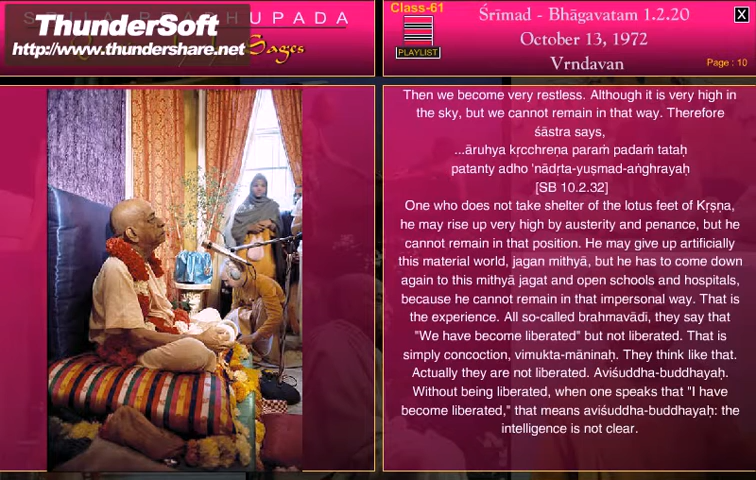 SRILA PRABHUPADA
ThunderSoft
http://www.thundershare.net
Sages
Class-61
PLAYLIST
Śrīmad - Bhāgavatam 1.2.20
October 13, 1972
Vrndavan
X
Page : 10
Then we become very restless. Although it is very high in
the sky, but we cannot remain in that way. Therefore
śāstra says,
...āruhya kṛcchreṇa paraṁ padaṁ tataḥ
patanty adho 'nādṛta-yuṣmad-aṅghrayaḥ
[SB 10.2.32]
One who does not take shelter of the lotus feet of Kṛṣṇa,
he may rise up very high by austerity and penance, but he
cannot remain in that position. He may give up artificially
this material world, jagan mithyā, but he has to come down
again to this mithyā jagat and open schools and hospitals,
because he cannot remain in that impersonal way. That is
the experience. All so-called brahmavādī, they say that
"We have become liberated" but not liberated. That is
simply concoction, vimukta-māninaḥ. They think like that.
Actually they are not liberated. Aviśuddha-buddhayaḥ.
Without being liberated, when one speaks that "I have
become liberated," that means aviśuddha-buddhayaḥ: the
intelligence is not clear.